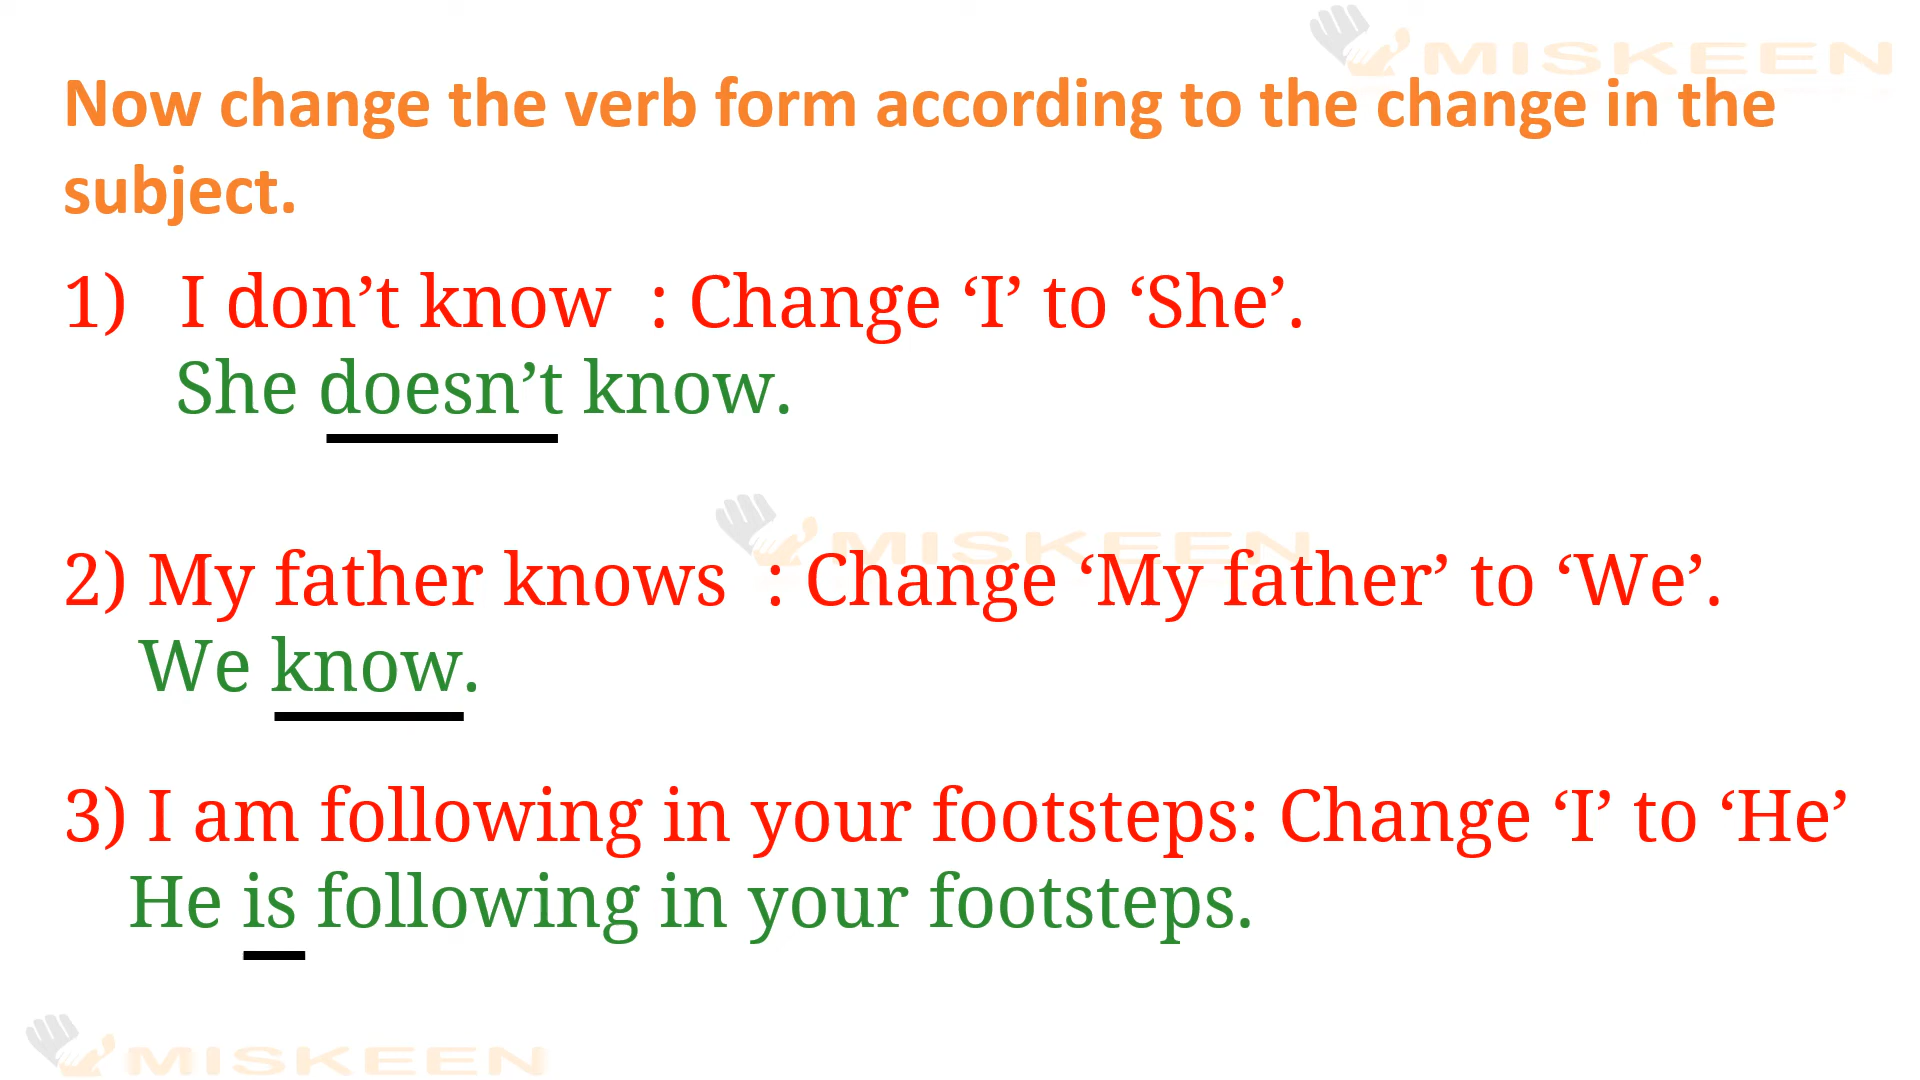 MISKEEN
Now change the verb form according to the change in the
subject.
1) I don’t know : Change ‘I’ to ‘She’.
She doesn’t know.
MISKEEN
2) My father knows : Change ‘My father’ to ‘We’.
We know.
3) I am following in your footsteps: Change ‘I’ to ‘He’
He is following in your footsteps.
MISKEEN